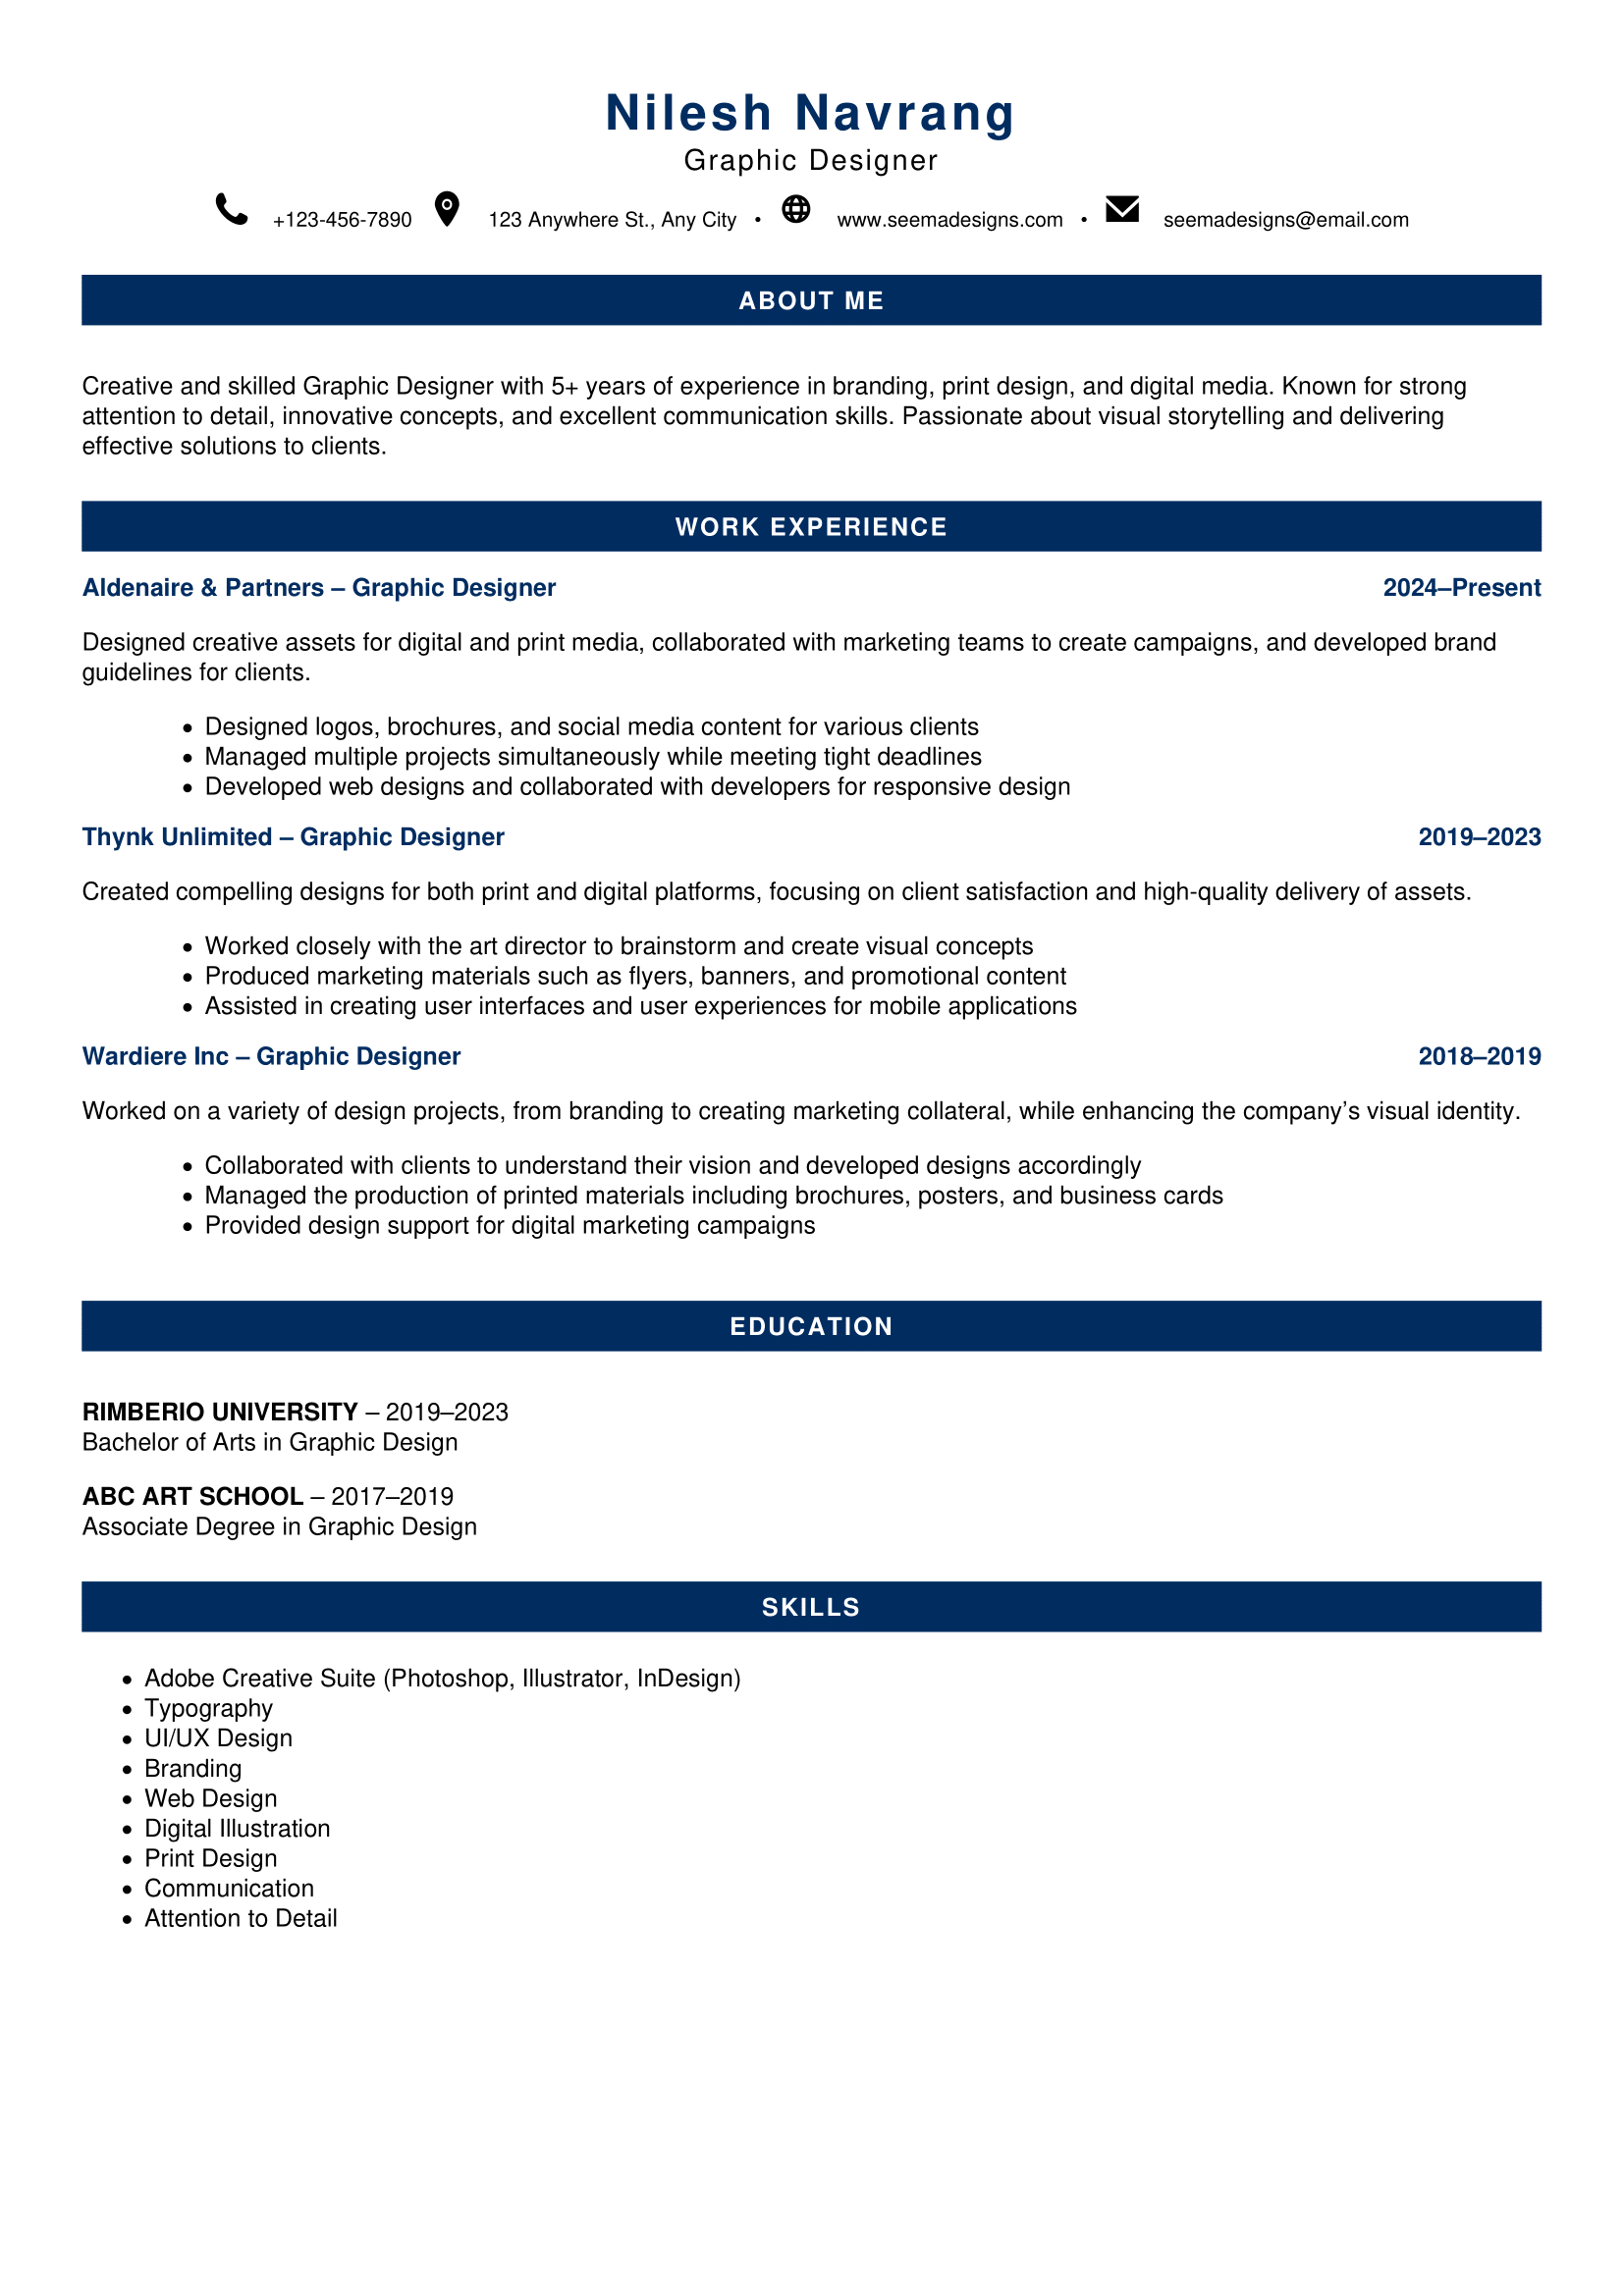 Nilesh Navrang
Graphic Designer
+123-456-7890 123 Anywhere St., Any City • www.seemadesigns.com • seemadesigns@email.com
ABOUT ME
Creative and skilled Graphic Designer with 5+ years of experience in branding, print design, and digital media. Known for strong
attention to detail, innovative concepts, and excellent communication skills. Passionate about visual storytelling and delivering
effective solutions to clients.
WORK EXPERIENCE
Aldenaire & Partners – Graphic Designer 2024–Present
Designed creative assets for digital and print media, collaborated with marketing teams to create campaigns, and developed brand
guidelines for clients.
• Designed logos, brochures, and social media content for various clients
• Managed multiple projects simultaneously while meeting tight deadlines
• Developed web designs and collaborated with developers for responsive design
Thynk Unlimited – Graphic Designer 2019–2023
Created compelling designs for both print and digital platforms, focusing on client satisfaction and high-quality delivery of assets.
• Worked closely with the art director to brainstorm and create visual concepts
• Produced marketing materials such as flyers, banners, and promotional content
• Assisted in creating user interfaces and user experiences for mobile applications
Wardiere Inc – Graphic Designer 2018–2019
Worked on a variety of design projects, from branding to creating marketing collateral, while enhancing the company’s visual identity.
• Collaborated with clients to understand their vision and developed designs accordingly
• Managed the production of printed materials including brochures, posters, and business cards
• Provided design support for digital marketing campaigns
EDUCATION
RIMBERIO UNIVERSITY – 2019–2023
Bachelor of Arts in Graphic Design
ABC ART SCHOOL – 2017–2019
Associate Degree in Graphic Design
SKILLS
• Adobe Creative Suite (Photoshop, Illustrator, InDesign)
• Typography
• UI/UX Design
• Branding
• Web Design
• Digital Illustration
• Print Design
• Communication
• Attention to Detail